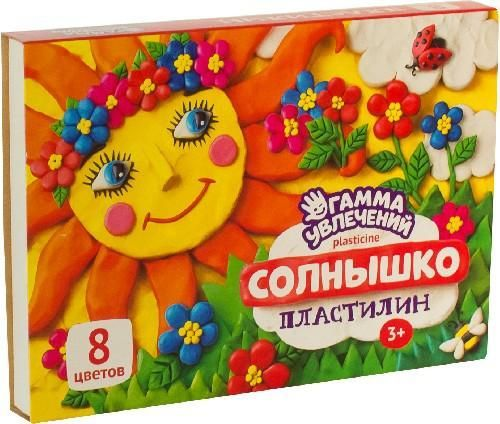 ГАММА
УВЛЕЧЕНИЙ
plasticine
СОЛНЫШКО
ПЛАСТИЛИН
3+
8
цветов